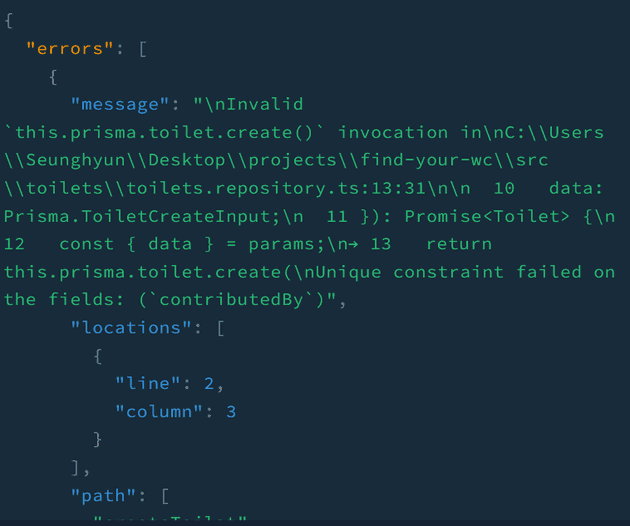 {
"errors": [
{
"message": "\nInvalid
`this.prisma.toilet.create()` invocation in\nC:\\Users
\\Seunghyun\\Desktop\\projects\\find-your-wc\\src
\\toilets\\toilets.repository.ts:13:31\n\n  10   data:
Prisma.ToiletCreateInput;\n  11 }): Promise<Toilet> {\n
12   const { data } = params;\n→ 13   return
this.prisma.toilet.create(\nUnique constraint failed on
the fields: (`contributedBy`)",
"locations": [
{
"line": 2,
"column": 3
}
],
"path": [
"createToilet"